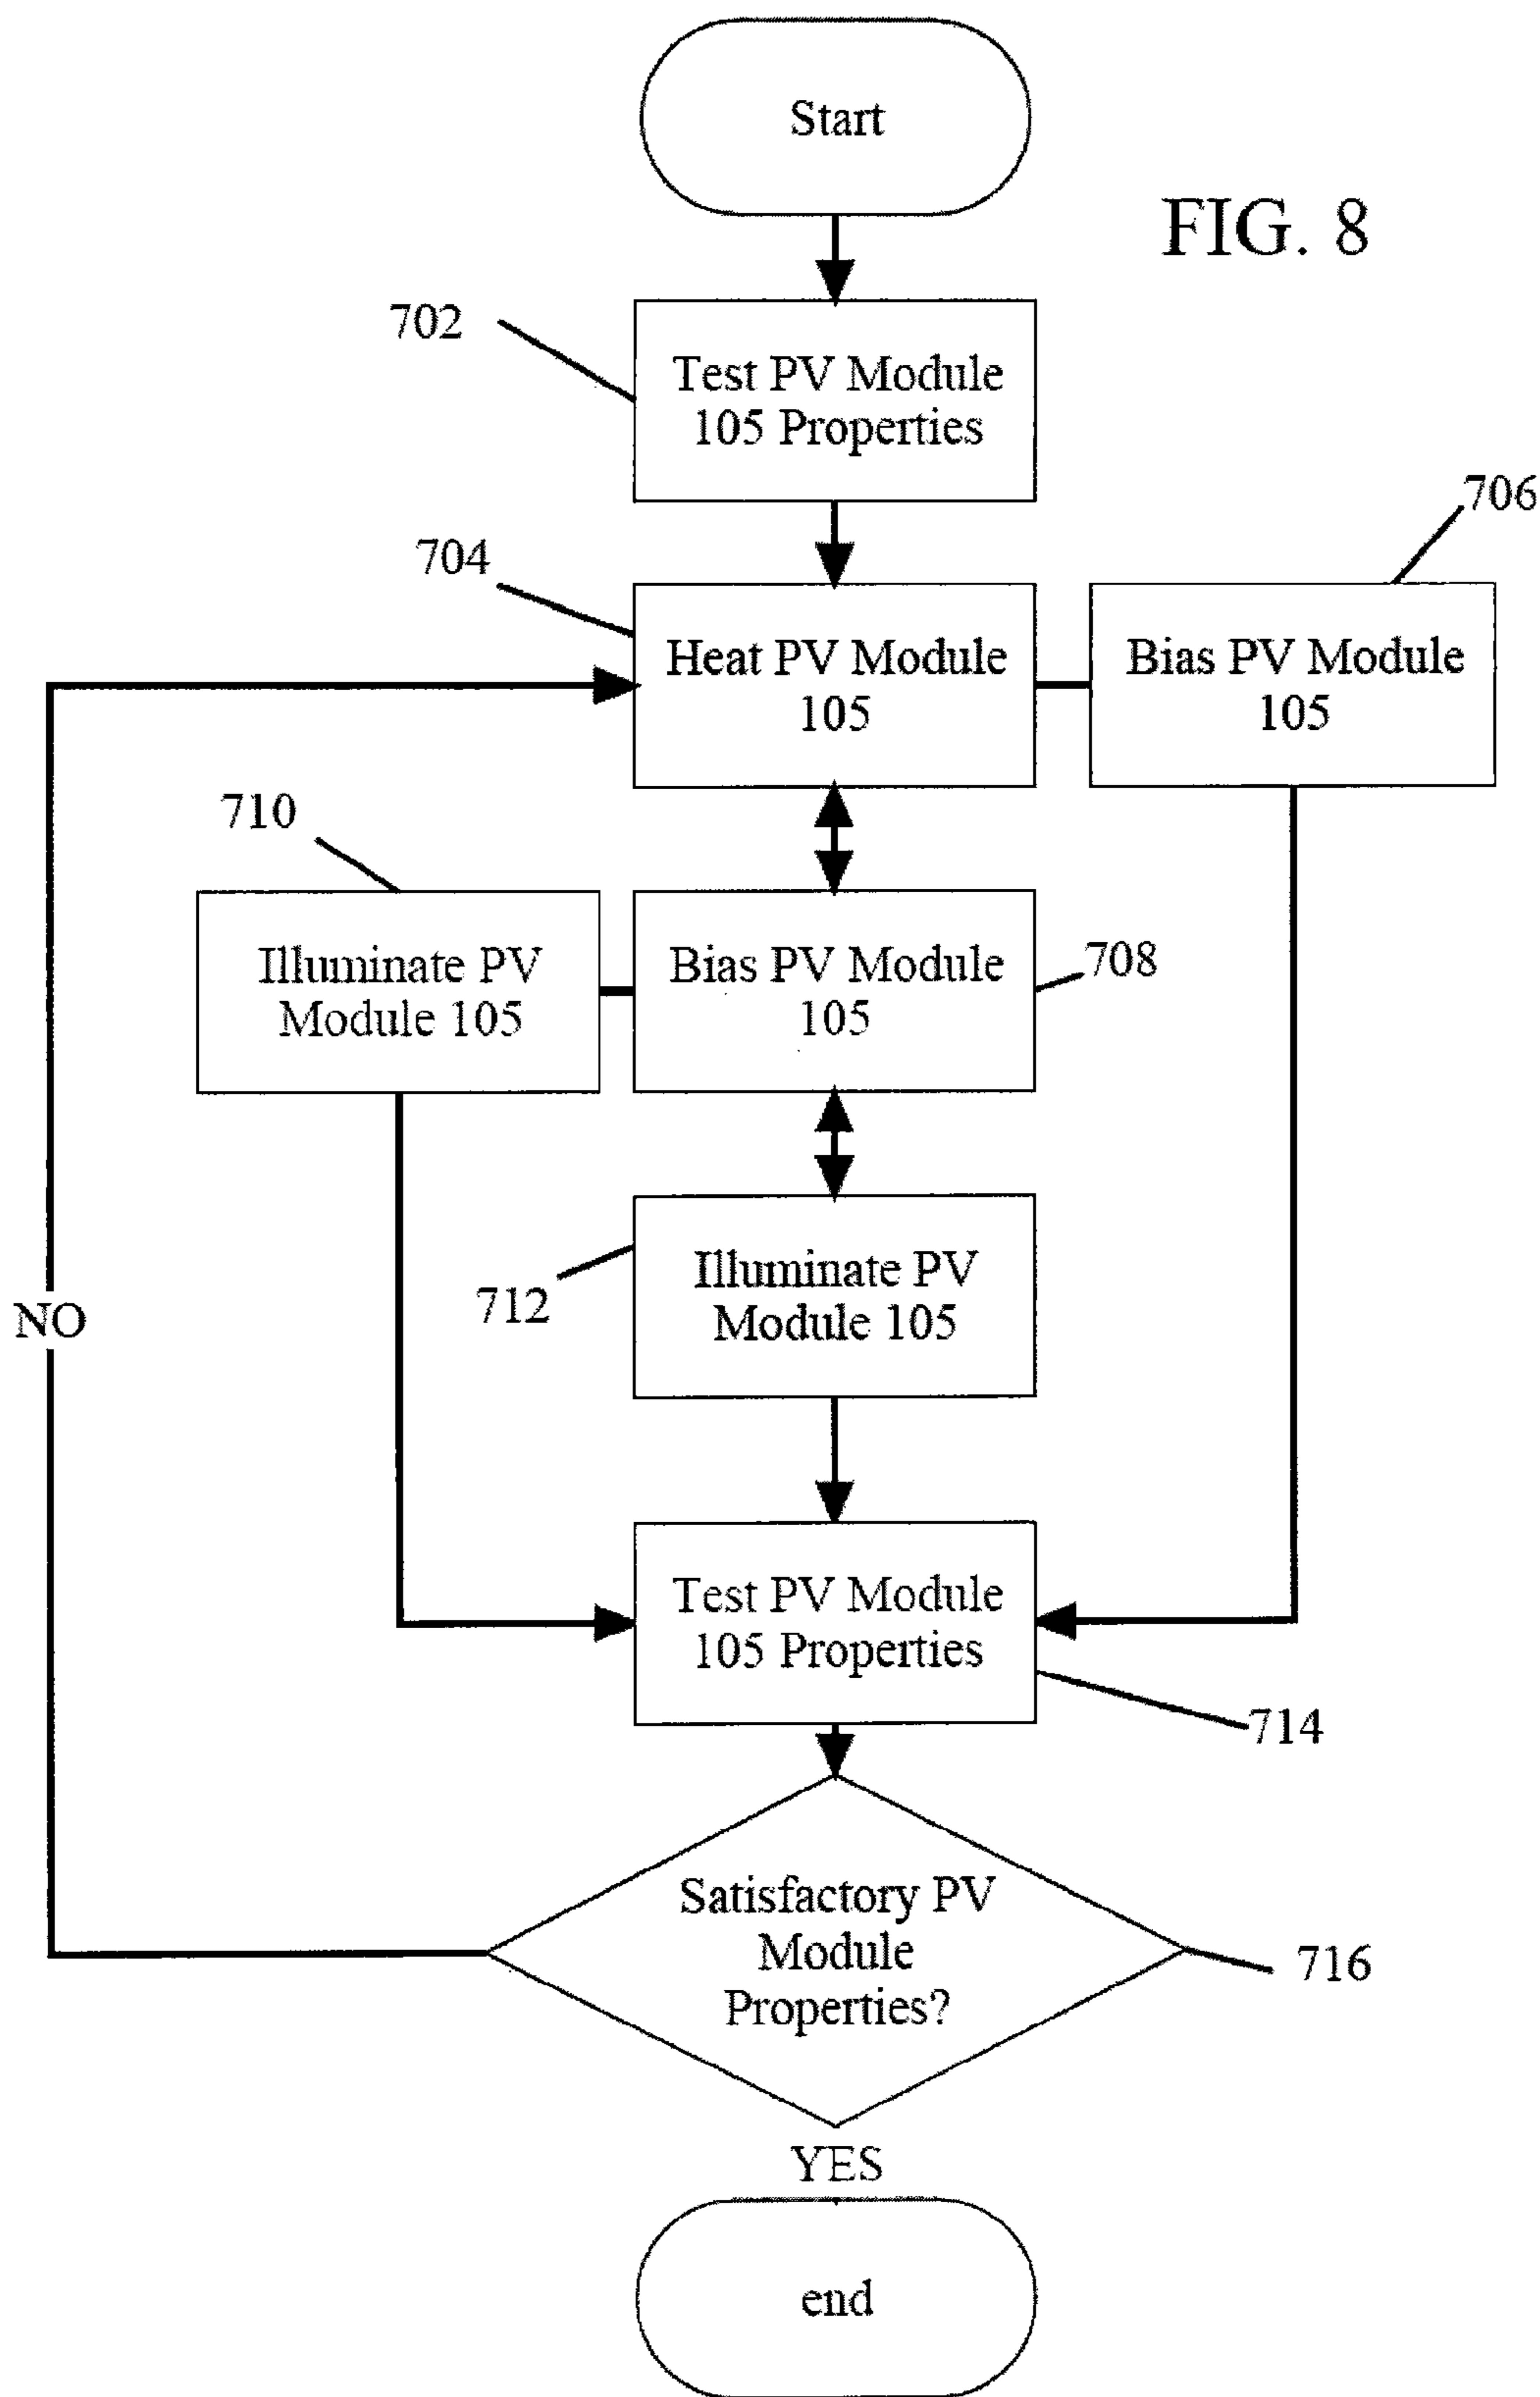 Start
FIG. 8
702
Test PV Module
105 Properties
706
704
Heat PV Module
105
Bias PV Module
105
710
Illuminate PV
Module 105
Bias PV Module
105
708
712
Illuminate PV
Module 105
NO
Test PV Module
105 Properties
714
Satisfactory PV
Module
Properties?
716
YES
end